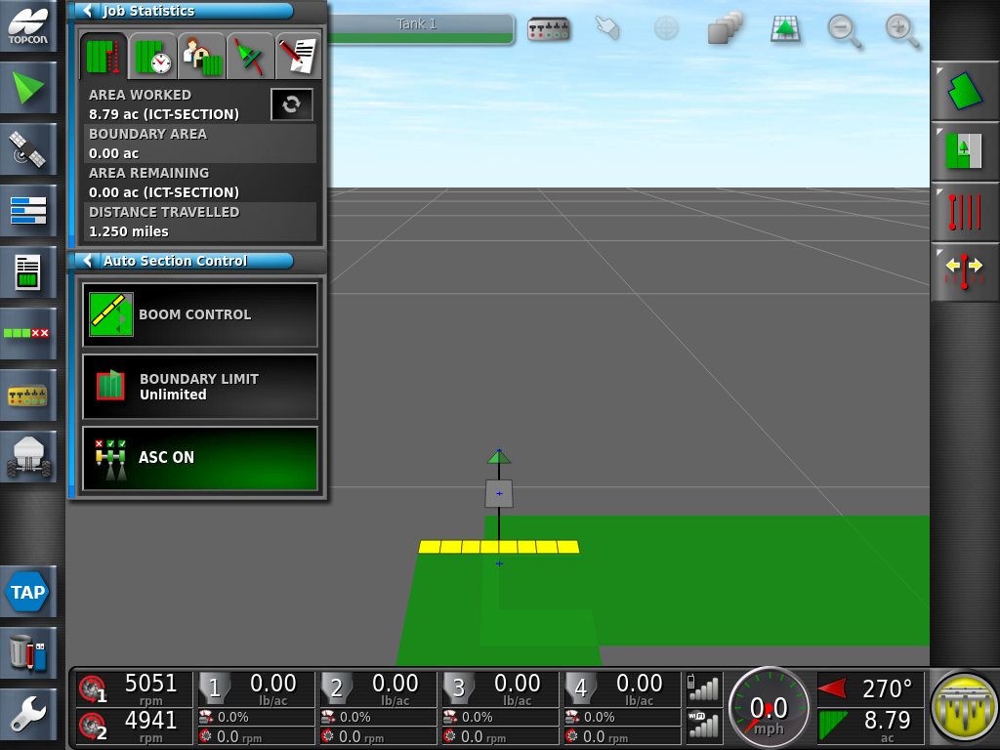 TOPCON
Job Statistics
Tank 1
AREA WORKED
8.79 ac (ICT-SECTION)
BOUNDARY AREA
0.00 ac
AREA REMAINING
0.00 ac (ICT-SECTION)
DISTANCE TRAVELLED
1.250 miles
Auto Section Control
BOOM CONTROL
BOUNDARY LIMIT
Unlimited
ASC ON
TAP
1 5051 rpm
2 4941 rpm
1 0.00 lb/ac
0.0%
0.0 rpm
2 0.00 lb/ac
0.0%
0.0 rpm
3 0.00 lb/ac
0.0%
0.0 rpm
4 0.00 lb/ac
0.0%
0.0 rpm
WiFi
0.0
mph
270°
8.79
ac